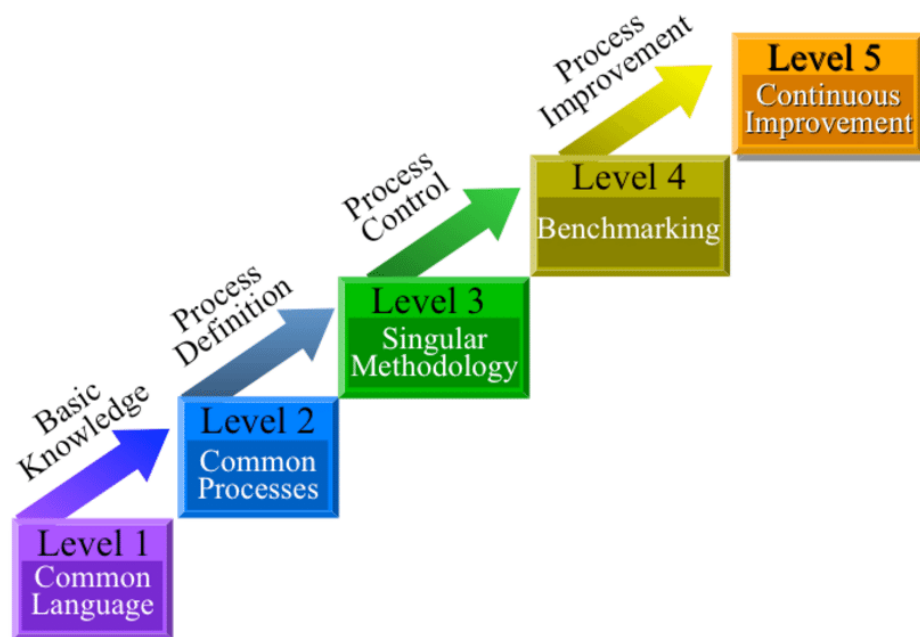 Level 1
Common
Language
Basic
Knowledge
Level 2
Common
Processes
Process
Definition
Level 3
Singular
Methodology
Process
Control
Level 4
Benchmarking
Process
Improvement
Level 5
Continuous
Improvement